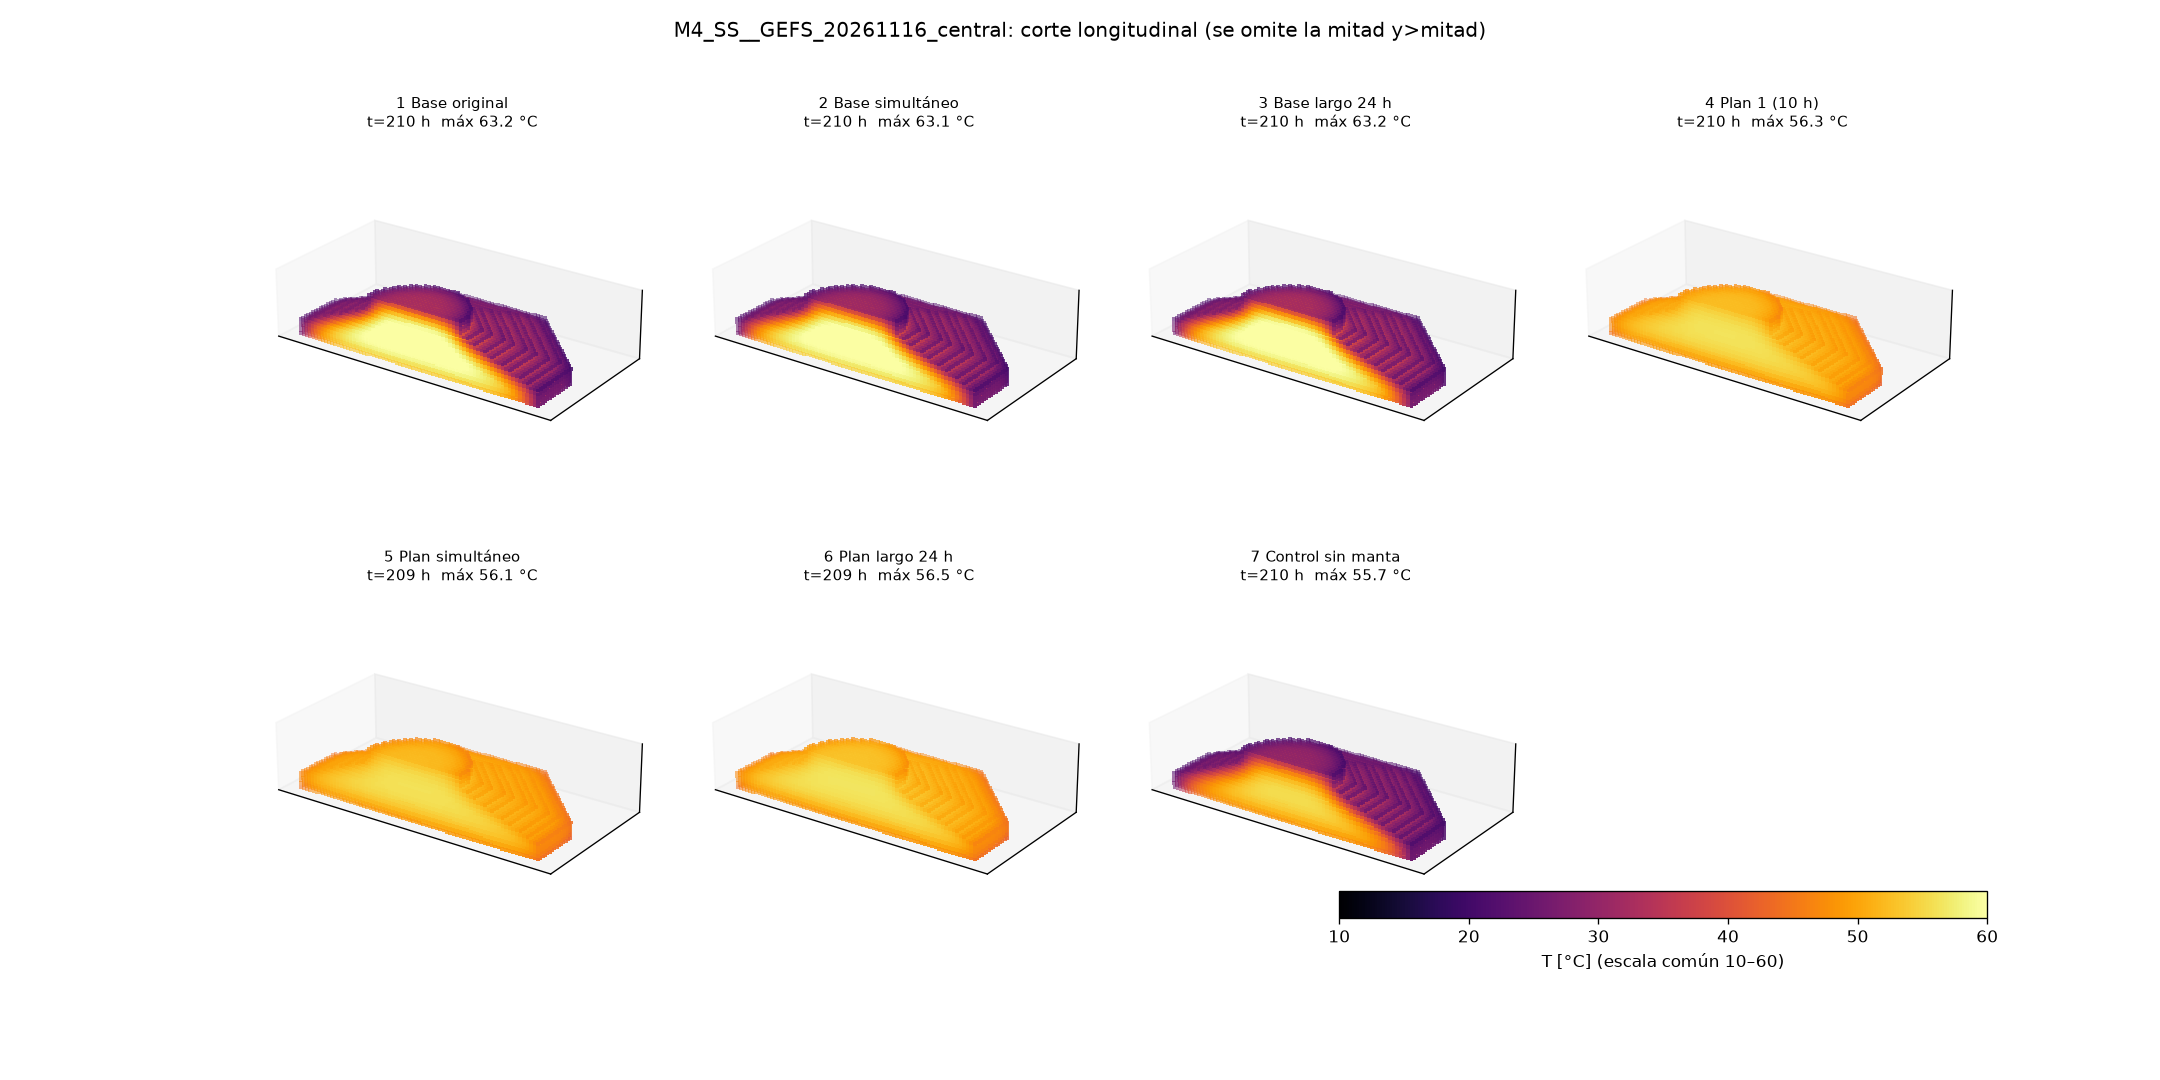 M4_SS__GEFS_20261116_central: corte longitudinal (se omite la mitad y>mitad)
1 Base original
t=210 h  máx 63.2 °C
2 Base simultáneo
t=210 h  máx 63.1 °C
3 Base largo 24 h
t=210 h  máx 63.2 °C
4 Plan 1 (10 h)
t=210 h  máx 56.3 °C
5 Plan simultáneo
t=209 h  máx 56.1 °C
6 Plan largo 24 h
t=209 h  máx 56.5 °C
7 Control sin manta
t=210 h  máx 55.7 °C
10 20 30 40 50 60
T [°C] (escala común 10–60)